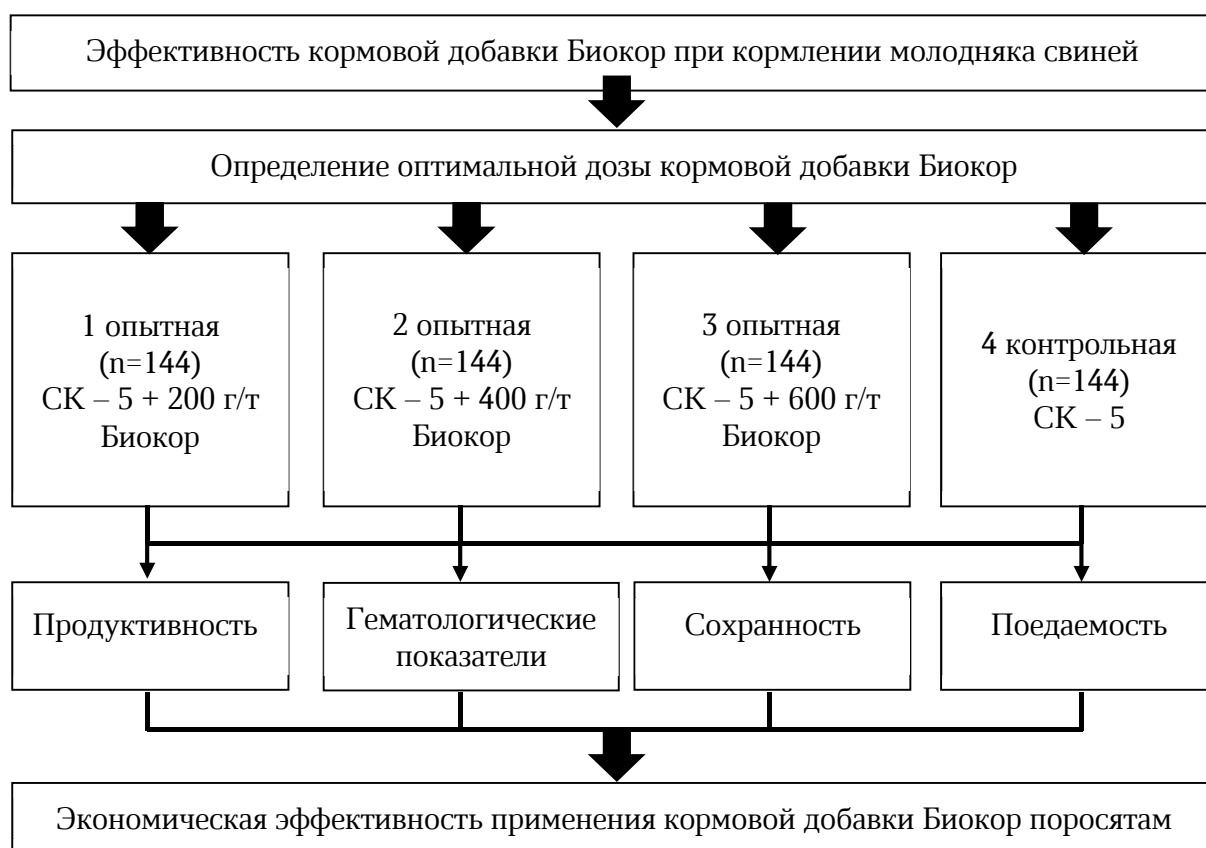 Эффективность кормовой добавки Биокор при кормлении молодняка свиней
Определение оптимальной дозы кормовой добавки Биокор
1 опытная
(n=144)
СК – 5 + 200 г/т
Биокор
2 опытная
(n=144)
СК – 5 + 400 г/т
Биокор
3 опытная
(n=144)
СК – 5 + 600 г/т
Биокор
4 контрольная
(n=144)
СК – 5
Продуктивность
Гематологические
показатели
Сохранность
Поедаемость
Экономическая эффективность применения кормовой добавки Биокор поросятам